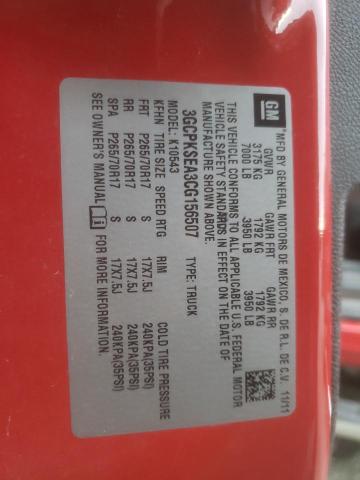 GM
MFD BY GENERAL MOTORS DE MEXICO, S. DE R.L. DE C.V. 11/11
GVWR GAWR FRT GAWR RR
3175 KG 1792 KG 1792 KG
7000 LB 3950 LB 3950 LB
THIS VEHICLE CONFORMS TO ALL APPLICABLE U.S. FEDERAL MOTOR
VEHICLE SAFETY STANDARDS IN EFFECT ON THE DATE OF
MANUFACTURE SHOWN ABOVE.
3GCPKSEA3CG156507 TYPE: TRUCK
MODEL: K10543
KFHN TIRE SIZE SPEED RTG RIM COLD TIRE PRESSURE
FRT P265/70R17 S 17X7.5J 240KPA(35PSI)
RR P265/70R17 S 17X7.5J 240KPA(35PSI)
SPA P265/70R17 S 17X7.5J 240KPA(35PSI)
SEE OWNER'S MANUAL i FOR MORE INFORMATION.